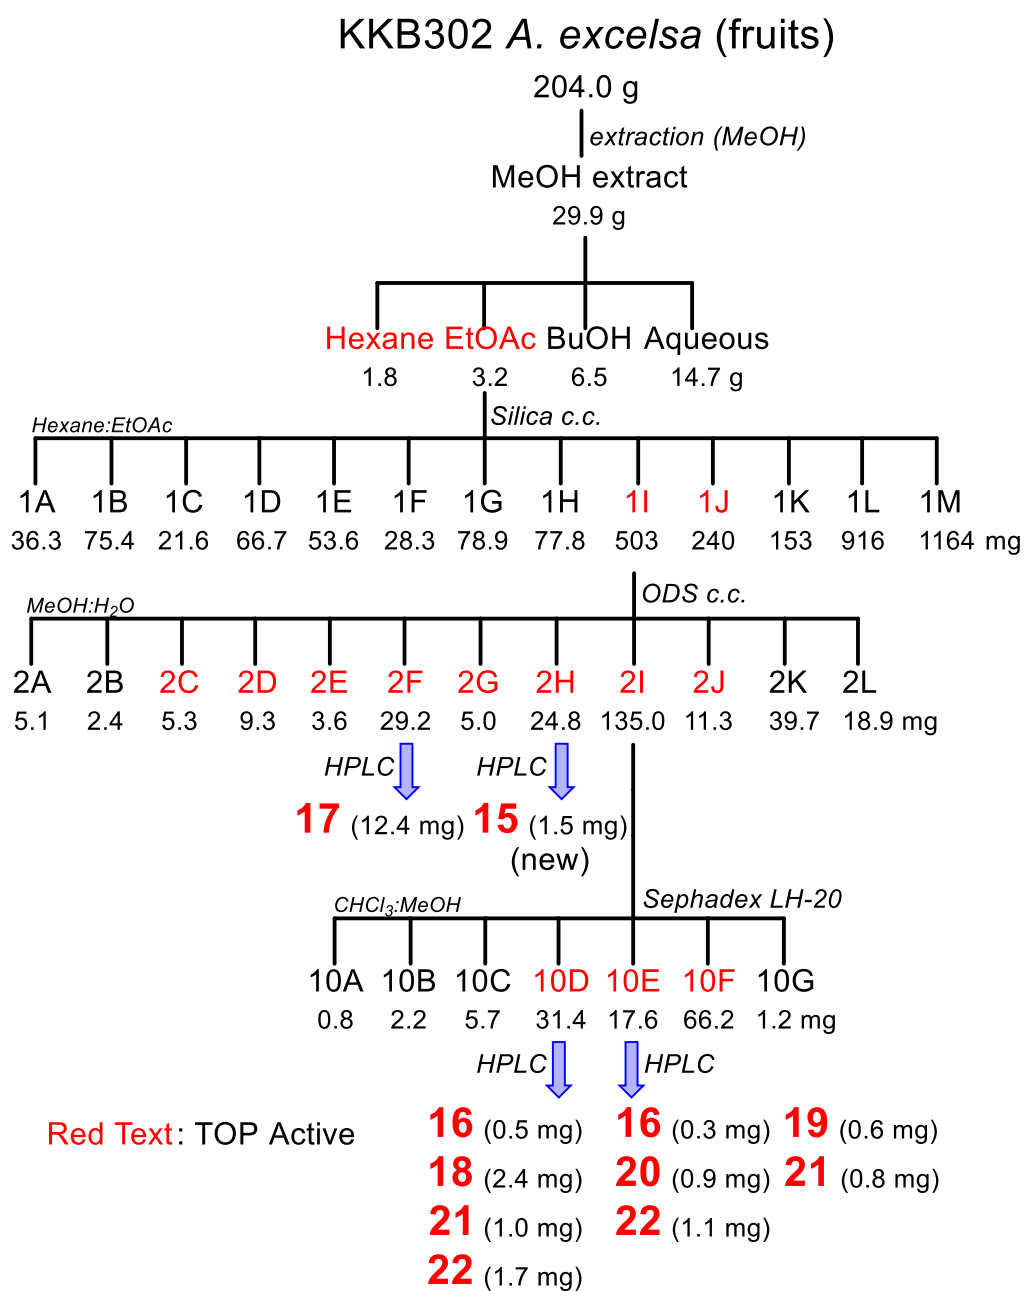 KKB302 A. excelsa (fruits)
204.0 g
extraction (MeOH)
MeOH extract
29.9 g
Hexane EtOAc BuOH Aqueous
1.8 3.2 6.5 14.7 g
Hexane:EtOAc Silica c.c.
1A 1B 1C 1D 1E 1F 1G 1H 1I 1J 1K 1L 1M
36.3 75.4 21.6 66.7 53.6 28.3 78.9 77.8 503 240 153 916 1164 mg
MeOH:H₂O ODS c.c.
2A 2B 2C 2D 2E 2F 2G 2H 2I 2J 2K 2L
5.1 2.4 5.3 9.3 3.6 29.2 5.0 24.8 135.0 11.3 39.7 18.9 mg
HPLC HPLC
17 (12.4 mg) 15 (1.5 mg)
(new)
CHCl₃:MeOH Sephadex LH-20
10A 10B 10C 10D 10E 10F 10G
0.8 2.2 5.7 31.4 17.6 66.2 1.2 mg
HPLC HPLC
Red Text: TOP Active
16 (0.5 mg) 16 (0.3 mg) 19 (0.6 mg)
18 (2.4 mg) 20 (0.9 mg) 21 (0.8 mg)
21 (1.0 mg) 22 (1.1 mg)
22 (1.7 mg)